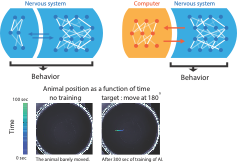 Nervous system
Computer Nervous system
Behavior
Behavior
Animal position as a function of time
no training
target : move at 180°
100 sec
Time
0 sec
The animal barely moved.
After 300 sec of training of AI.